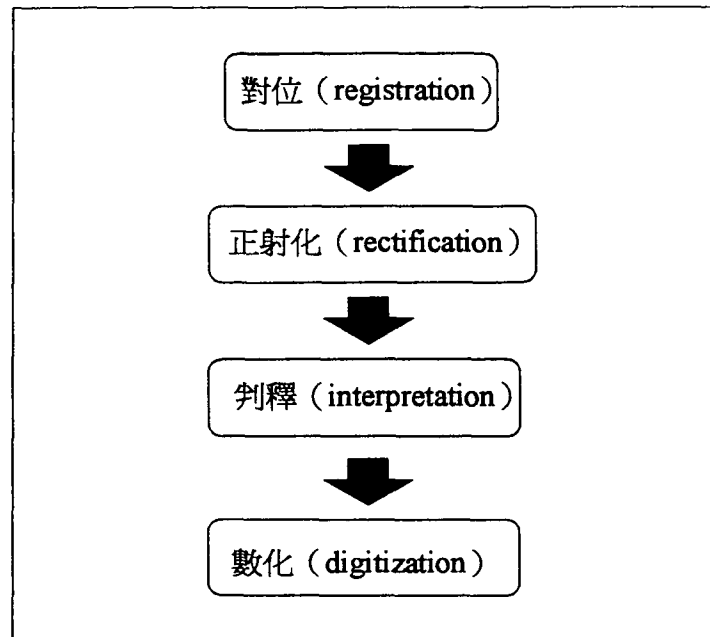 對位（registration）
正射化（rectification）
判釋（interpretation）
數化（digitization）